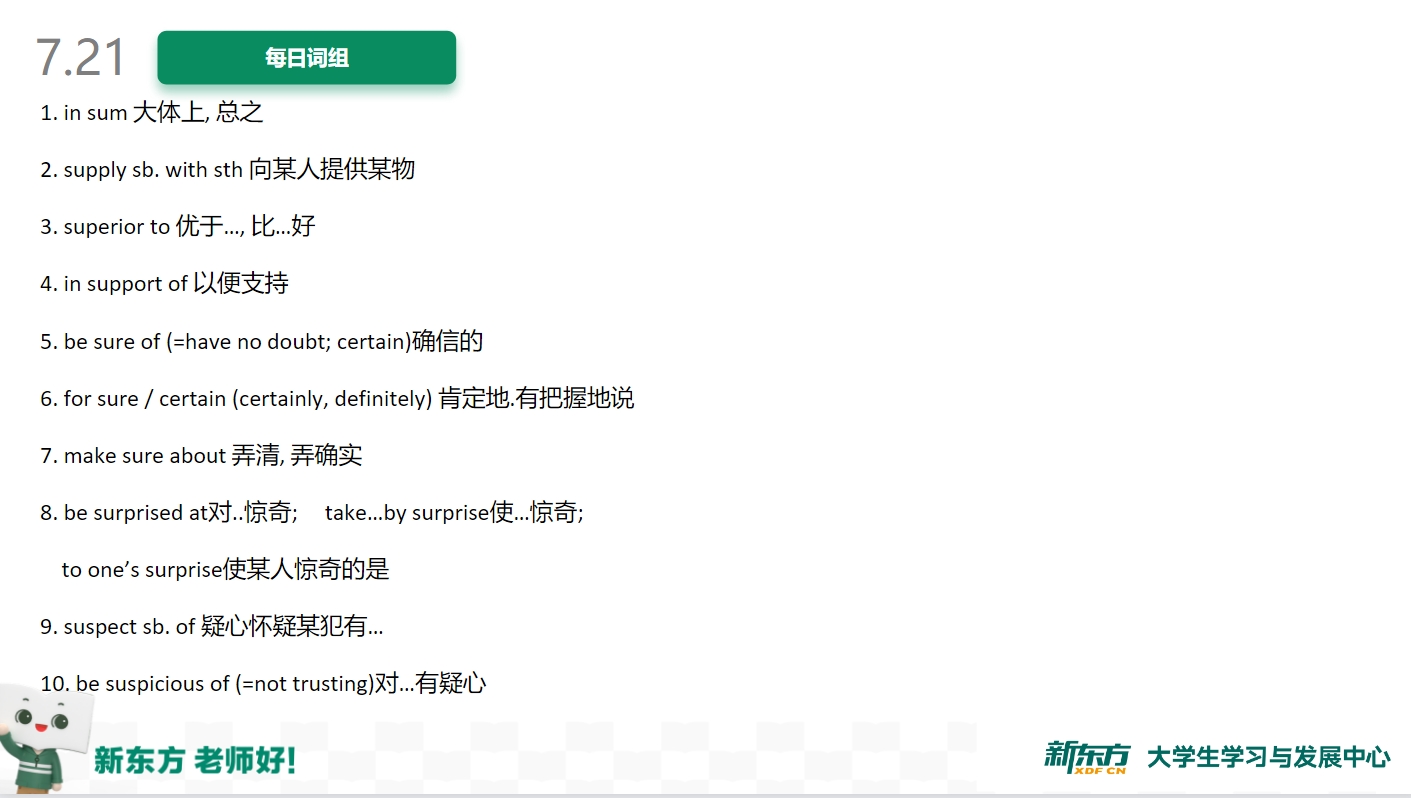 7.21
每日词组
1. in sum 大体上, 总之
2. supply sb. with sth 向某人提供某物
3. superior to 优于…, 比…好
4. in support of 以便支持
5. be sure of (=have no doubt; certain)确信的
6. for sure / certain (certainly, definitely) 肯定地.有把握地说
7. make sure about 弄清, 弄确实
8. be surprised at对..惊奇; take…by surprise使…惊奇;
to one’s surprise使某人惊奇的是
9. suspect sb. of 疑心怀疑某犯有…
10. be suspicious of (=not trusting)对…有疑心
新东方 老师好!
新东方 XDF.CN 大学生学习与发展中心